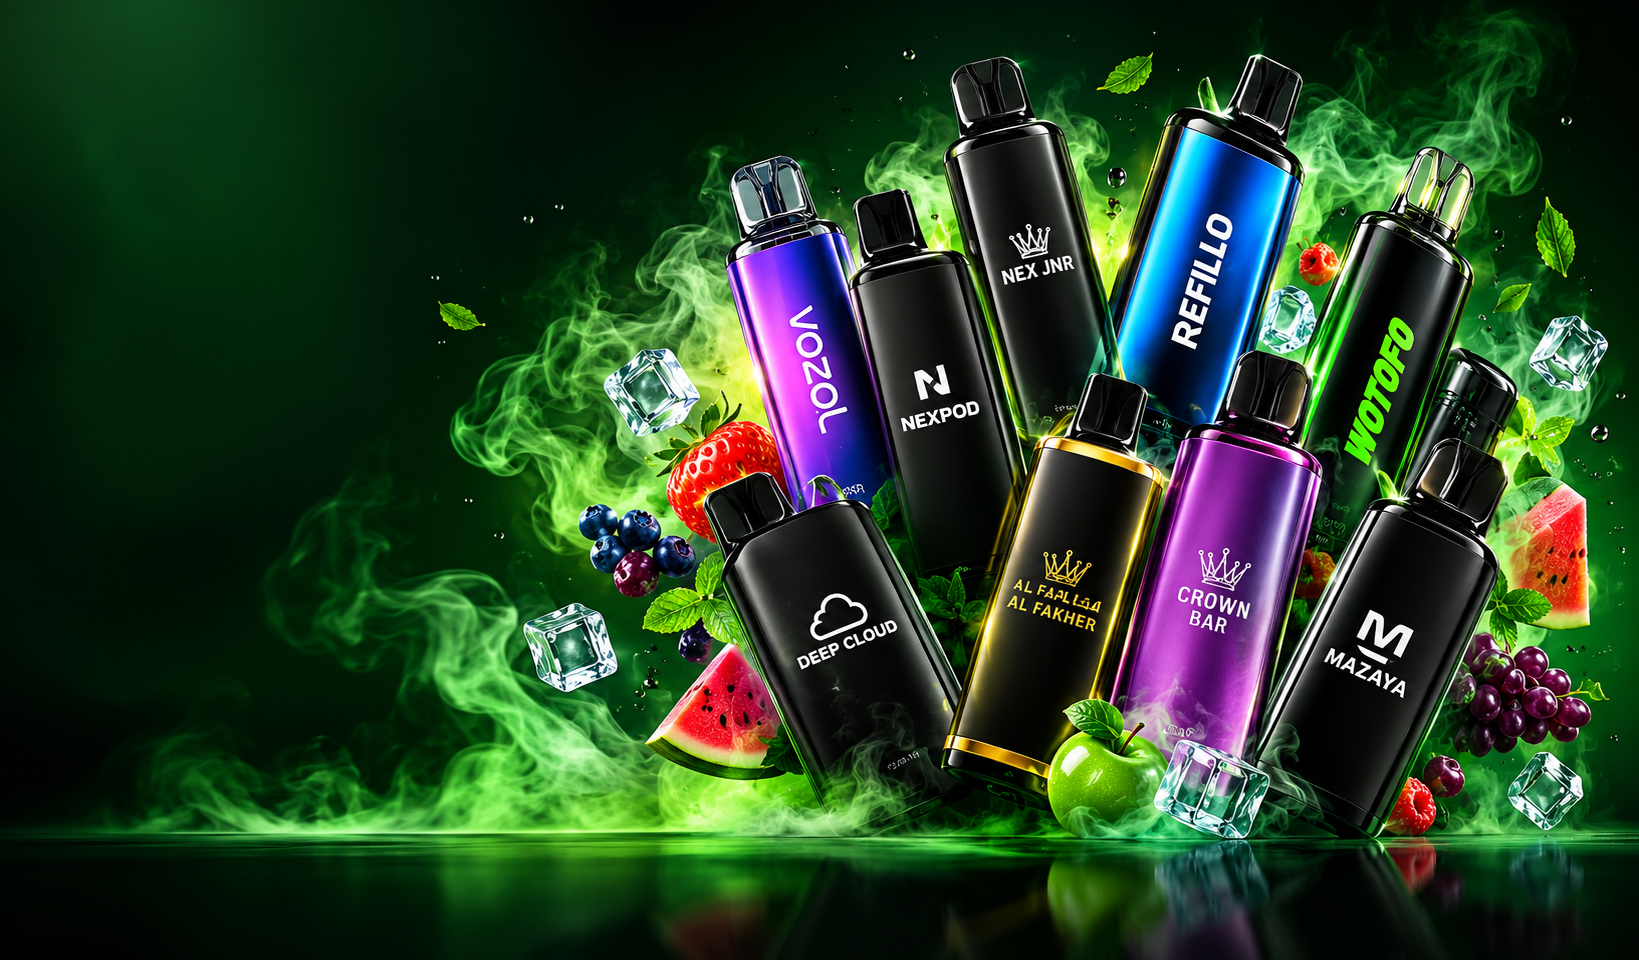 VOZOL
NEXPOD
NEX JNR
REFILLO
WOTOFO
DEEP CLOUD
AL FAKHER
CROWN
BAR
MAZAYA